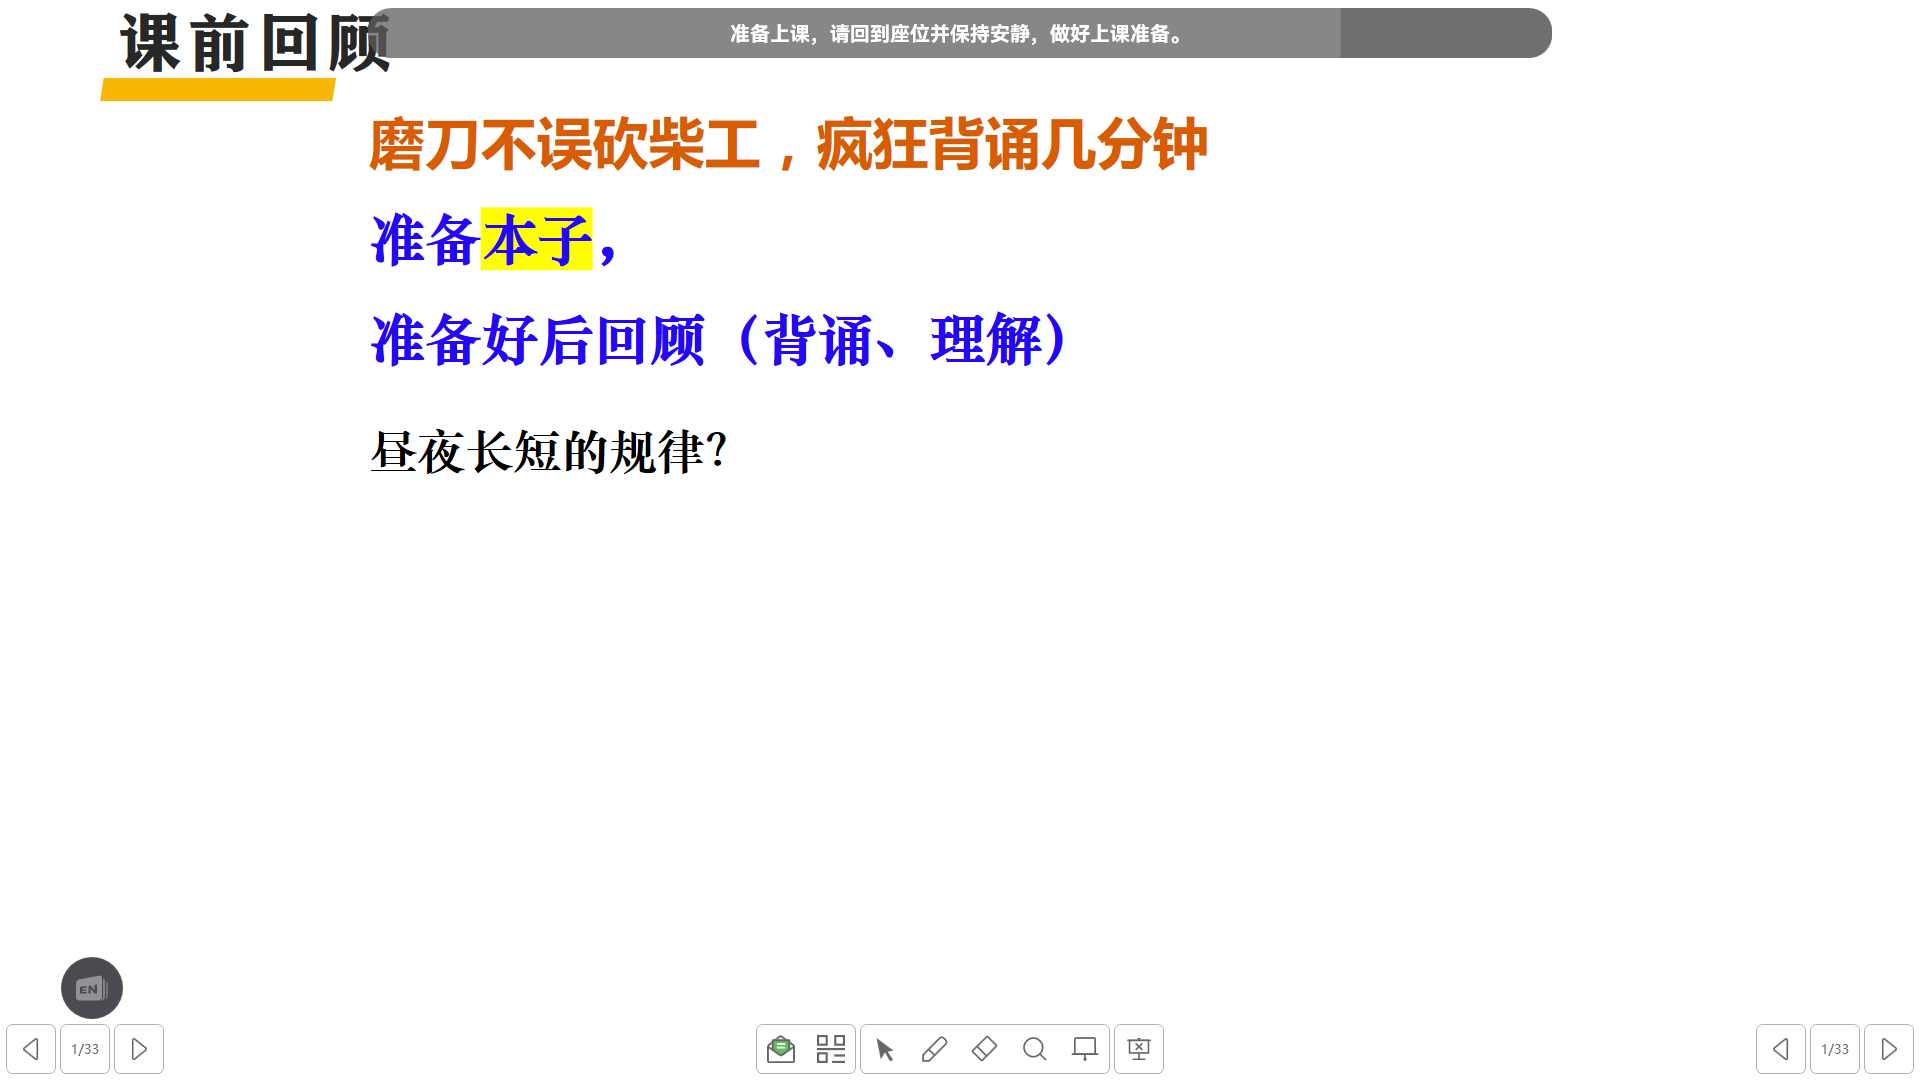 课前回顾
准备上课，请回到座位并保持安静，做好上课准备。
磨刀不误砍柴工，疯狂背诵几分钟
准备本子，
准备好后回顾（背诵、理解）
昼夜长短的规律？
EN
1/33
1/33